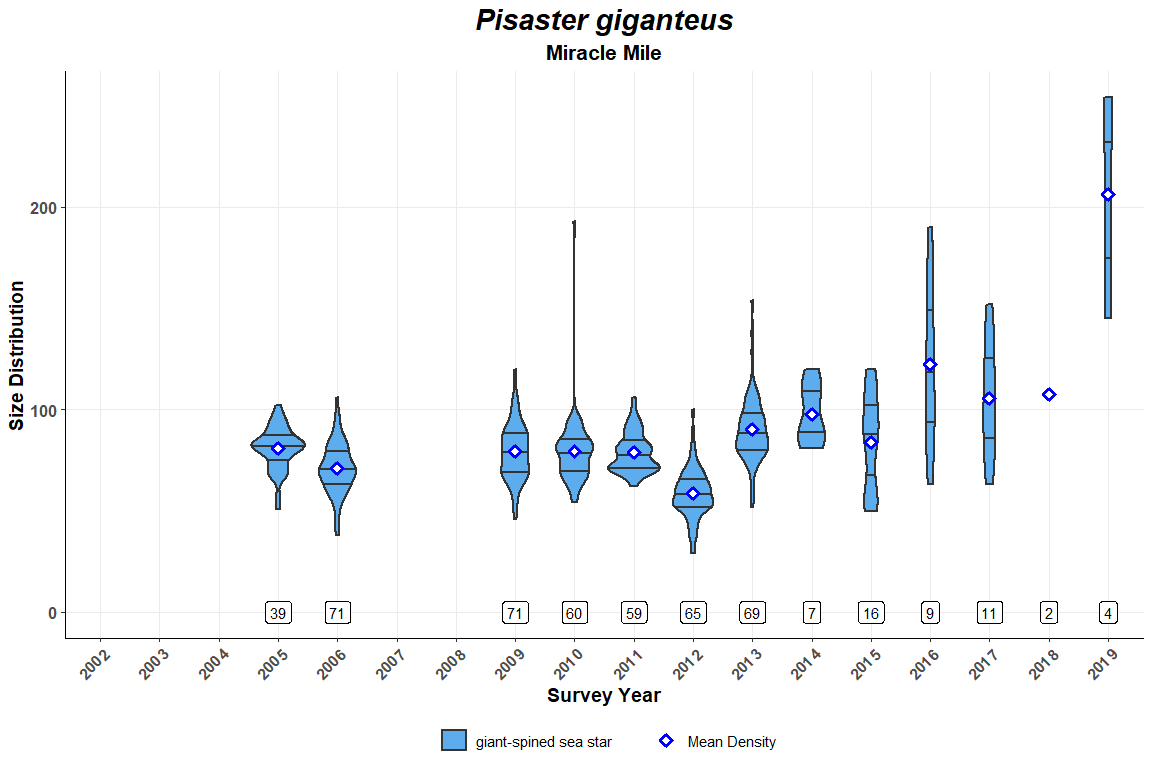 Pisaster giganteus
Miracle Mile
Size Distribution
200
100
0
39 71 71 60 59 65 69 7 16 9 11 2 4
2002 2003 2004 2005 2006 2007 2008 2009 2010 2011 2012 2013 2014 2015 2016 2017 2018 2019
Survey Year
giant-spined sea star Mean Density